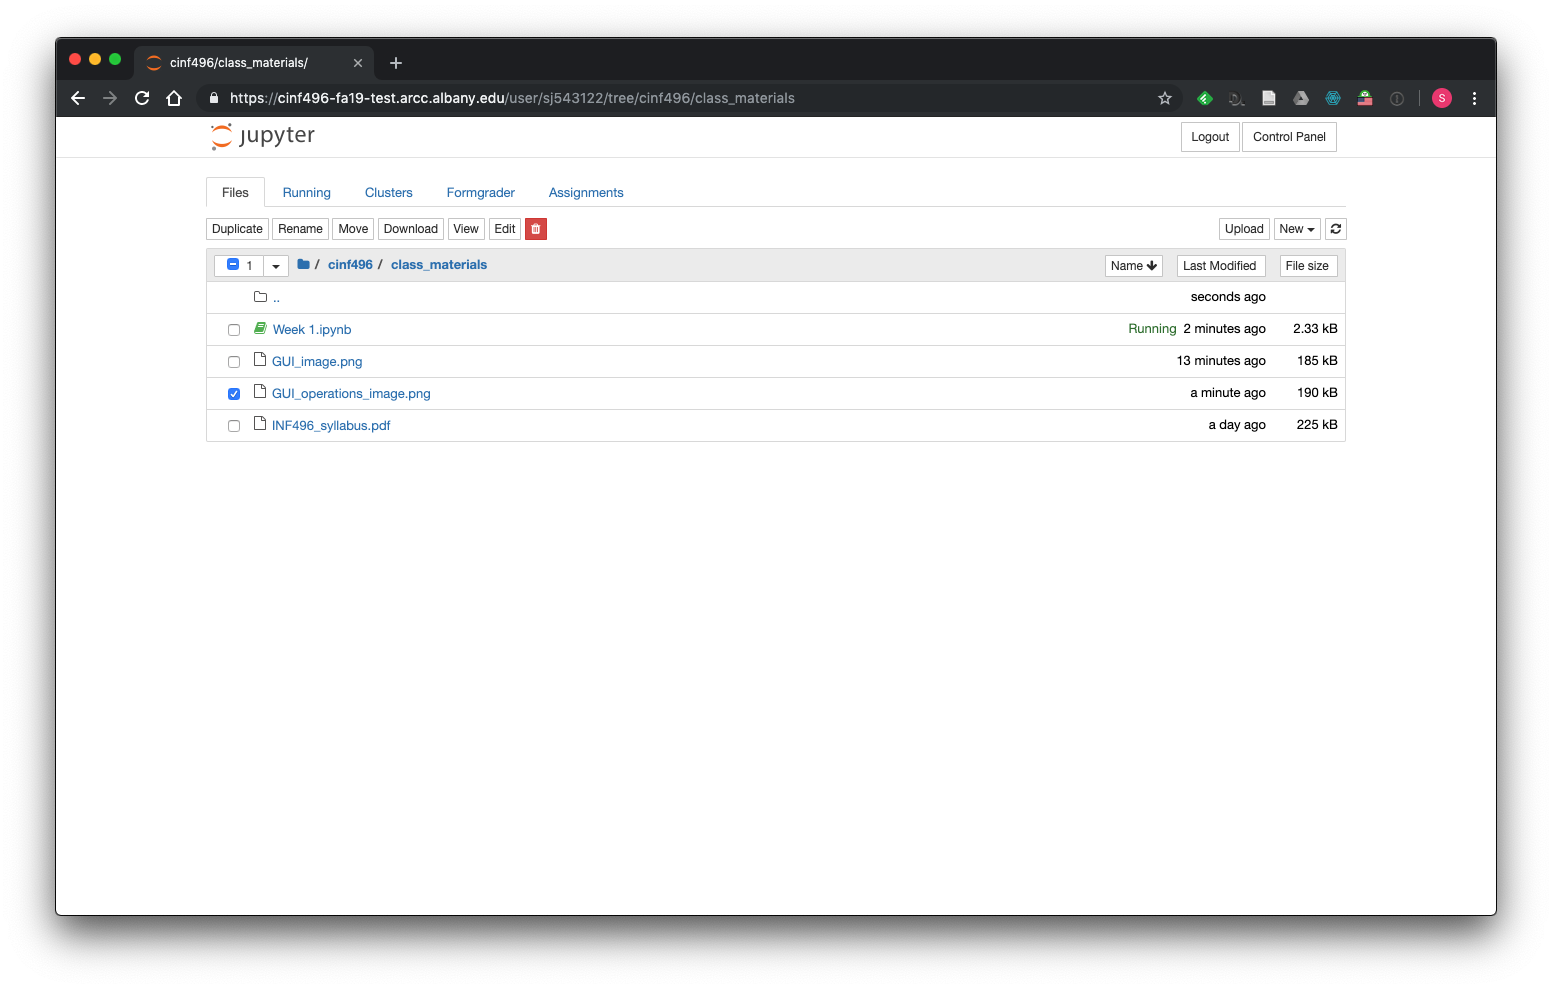 cinf496/class_materials/
https://cinf496-fa19-test.arcc.albany.edu/user/sj543122/tree/cinf496/class_materials
S
jupyter
Logout Control Panel
Files Running Clusters Formgrader Assignments
Duplicate Rename Move Download View Edit Upload New
1 / cinf496 / class_materials Name Last Modified File size
.. seconds ago
Week 1.ipynb Running 2 minutes ago 2.33 kB
GUI_image.png 13 minutes ago 185 kB
GUI_operations_image.png a minute ago 190 kB
INF496_syllabus.pdf a day ago 225 kB